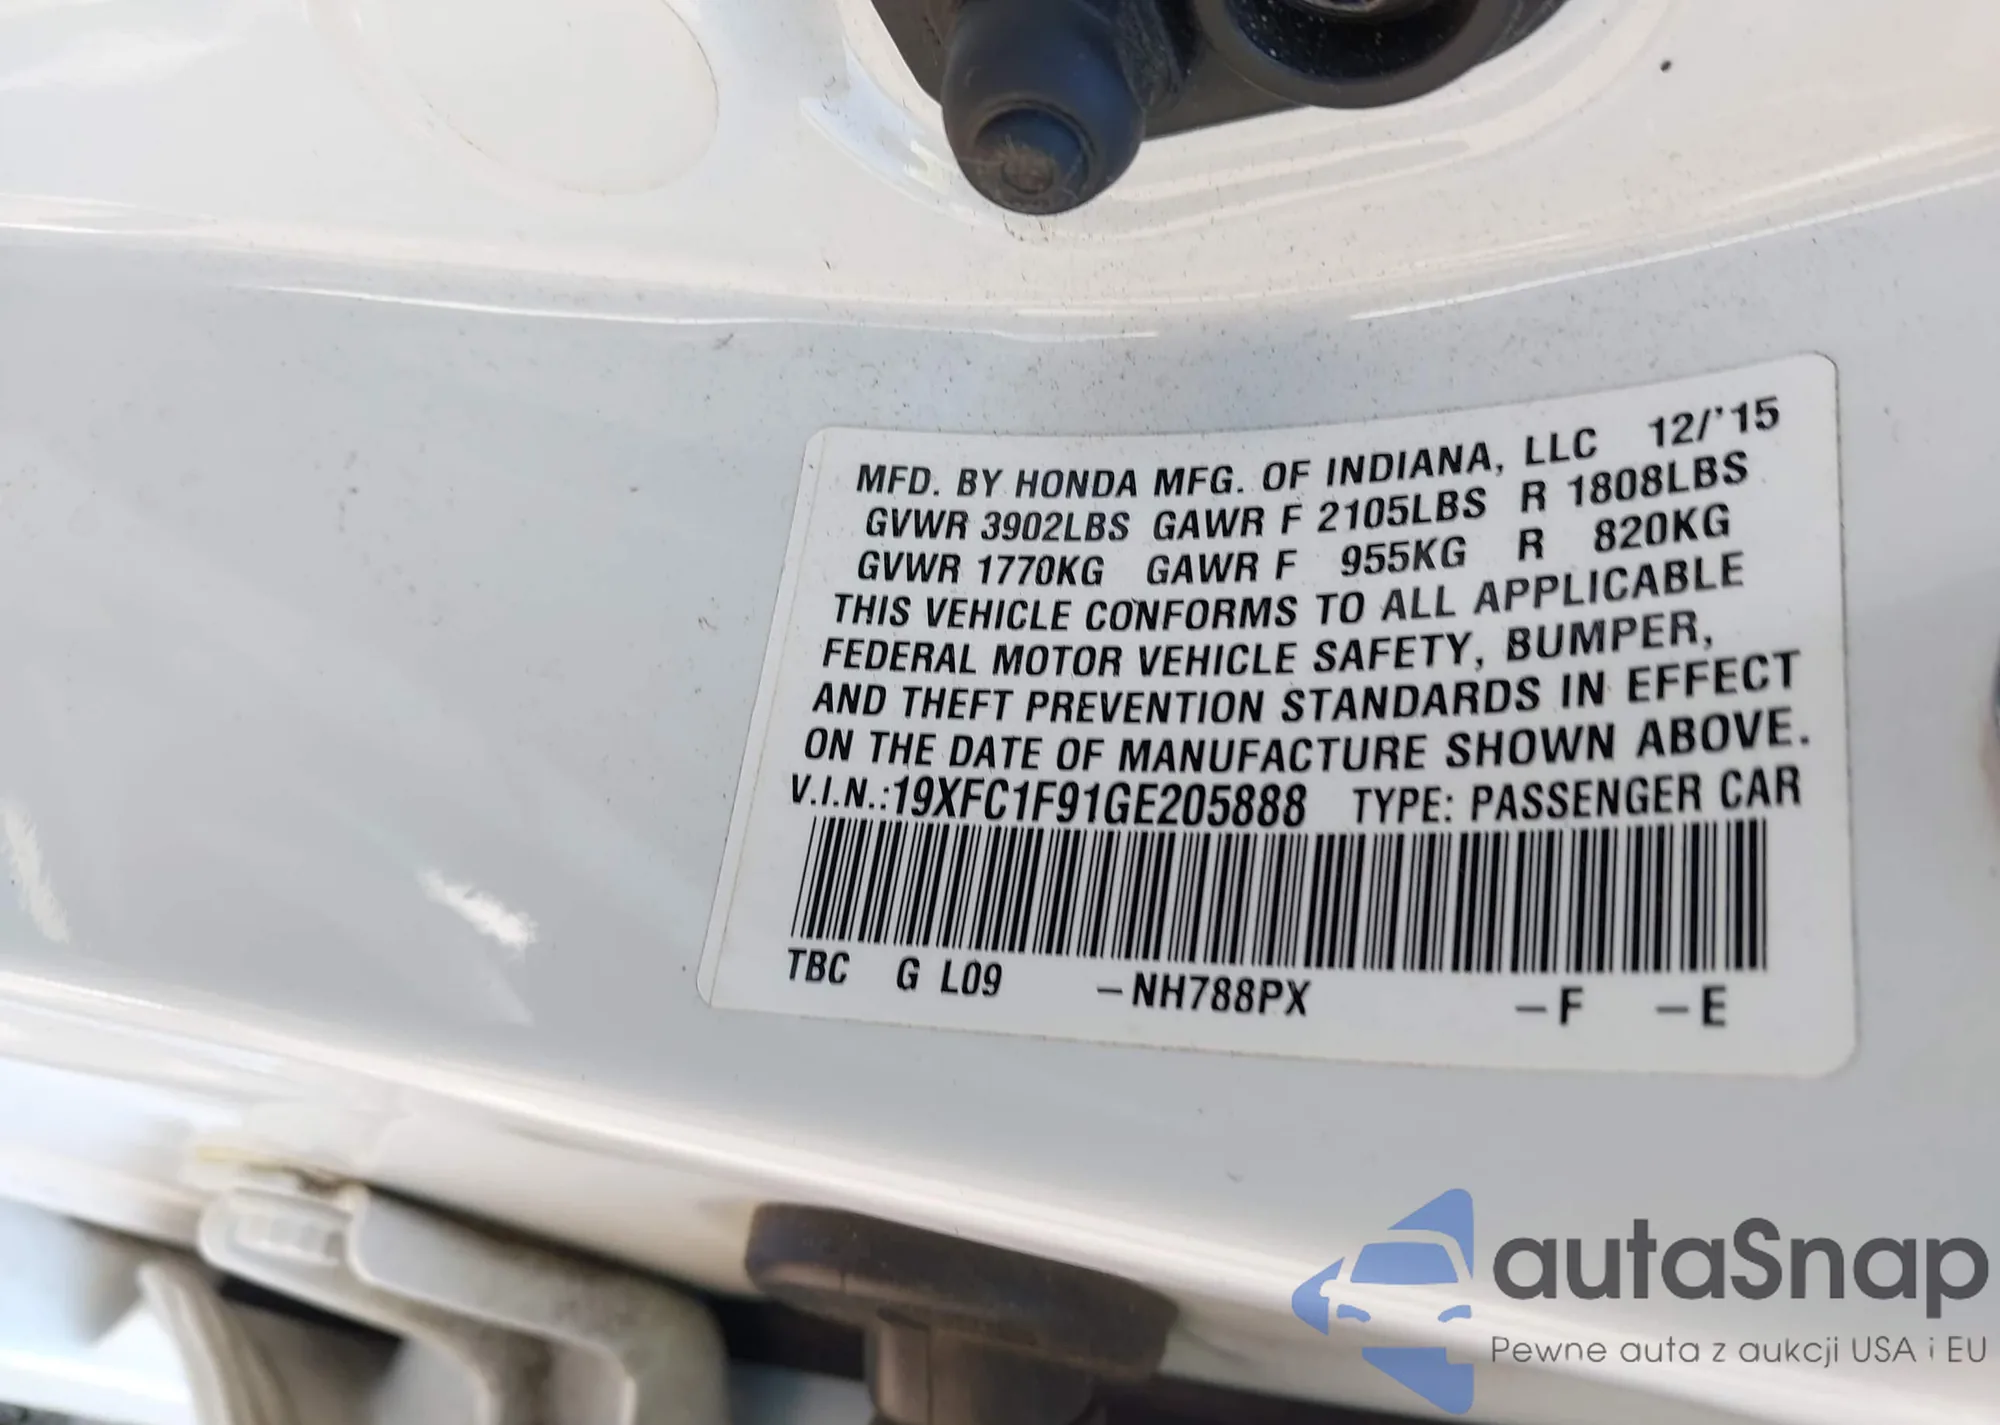 MFD. BY HONDA MFG. OF INDIANA, LLC 12/'15
GVWR 3902LBS GAWR F 2105LBS R 1808LBS
GVWR 1770KG GAWR F 955KG R 820KG
THIS VEHICLE CONFORMS TO ALL APPLICABLE
FEDERAL MOTOR VEHICLE SAFETY, BUMPER,
AND THEFT PREVENTION STANDARDS IN EFFECT
ON THE DATE OF MANUFACTURE SHOWN ABOVE.
V.I.N.:19XFC1F91GE205888 TYPE: PASSENGER CAR
TBC G L09 –NH788PX –F –E
autaSnap
Pewne auta z aukcji USA i EU